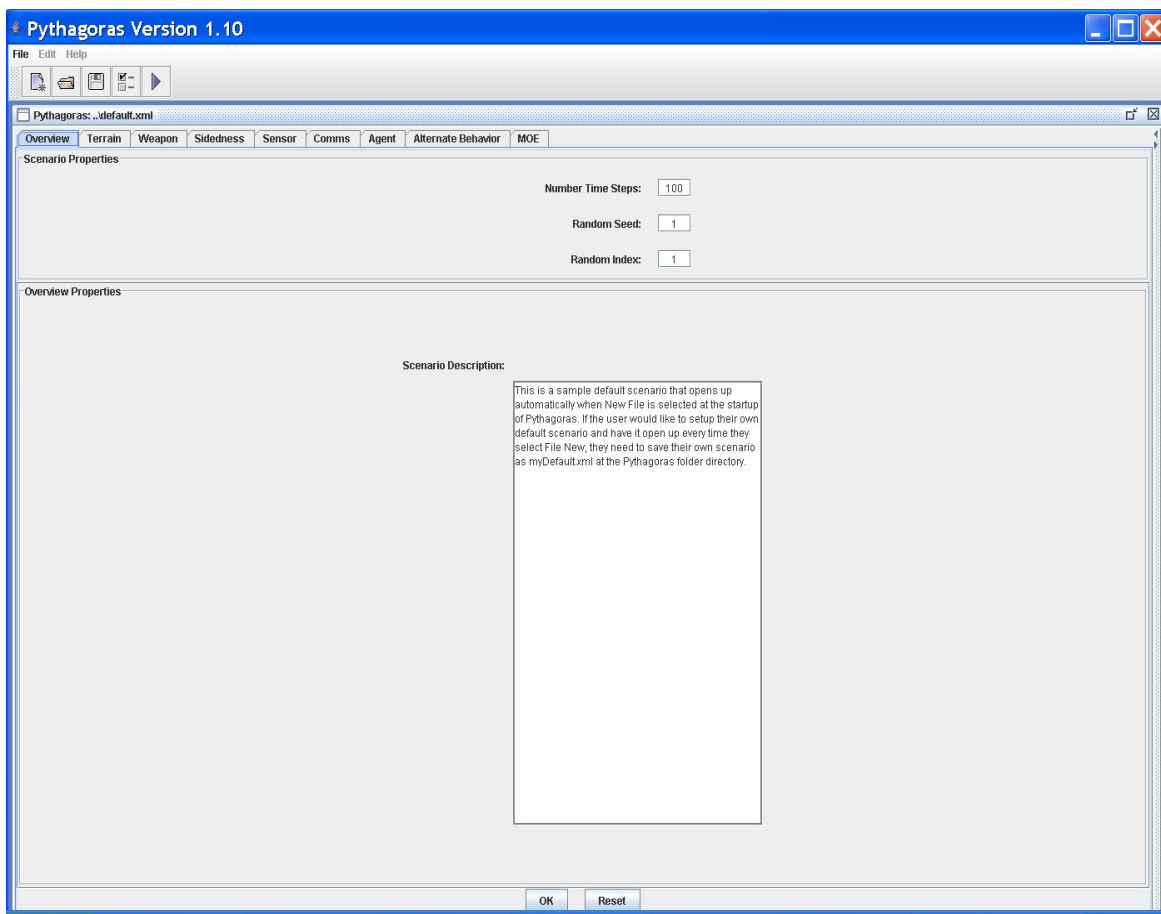 Pythagoras Version 1.10
File Edit Help
Pythagoras: ..\default.xml
Overview Terrain Weapon Sidedness Sensor Comms Agent Alternate Behavior MOE
Scenario Properties
Number Time Steps: 100
Random Seed: 1
Random Index: 1
Overview Properties
Scenario Description:
This is a sample default scenario that opens up
automatically when New File is selected at the startup
of Pythagoras. If the user would like to setup their own
default scenario and have it open up every time they
select File New, they need to save their own scenario
as myDefault.xml at the Pythagoras folder directory.
OK Reset